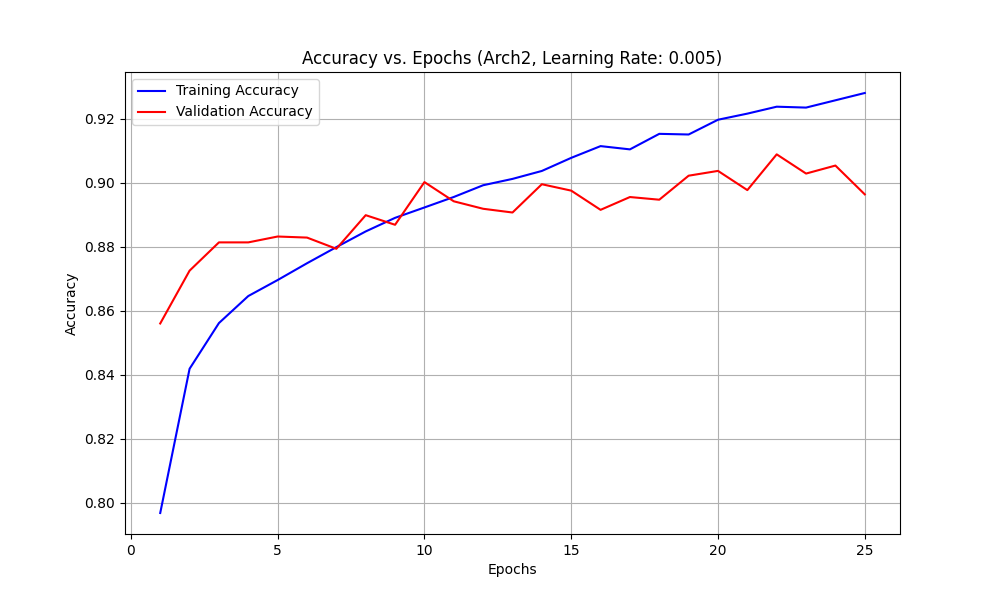 Accuracy vs. Epochs (Arch2, Learning Rate: 0.005)
Training Accuracy
Validation Accuracy
Accuracy
0.92
0.90
0.88
0.86
0.84
0.82
0.80
0 5 10 15 20 25
Epochs